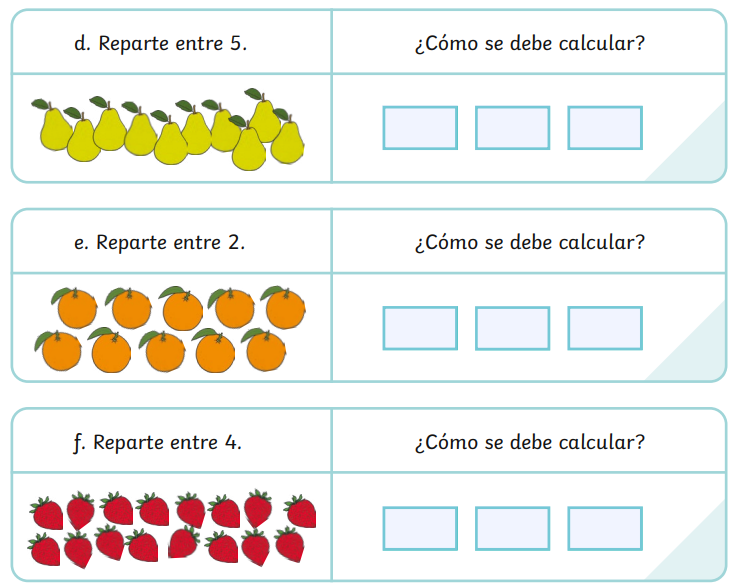 d. Reparte entre 5.
¿Cómo se debe calcular?
e. Reparte entre 2.
¿Cómo se debe calcular?
f. Reparte entre 4.
¿Cómo se debe calcular?